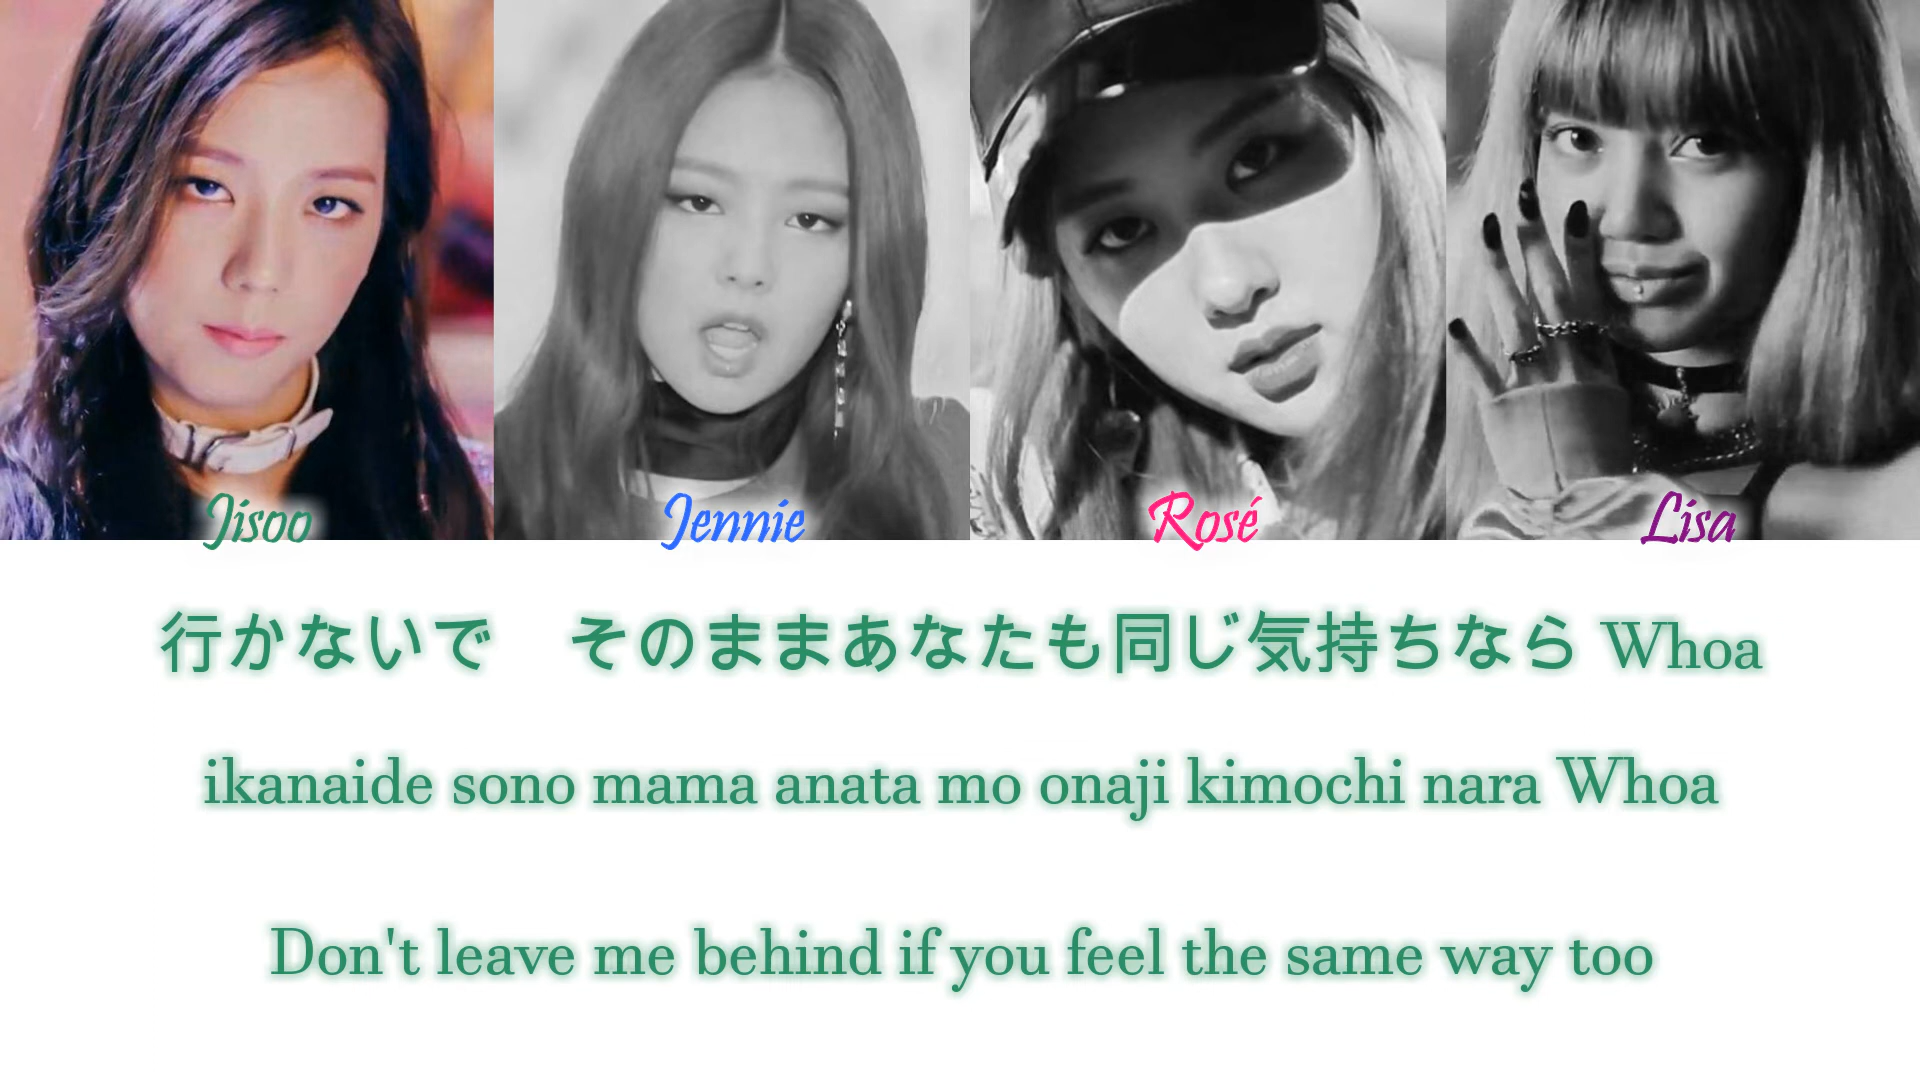 Jisoo Jennie Rosé Lisa
行かないで　そのままあなたも同じ気持ちなら Whoa
ikanaide sono mama anata mo onaji kimochi nara Whoa
Don't leave me behind if you feel the same way too